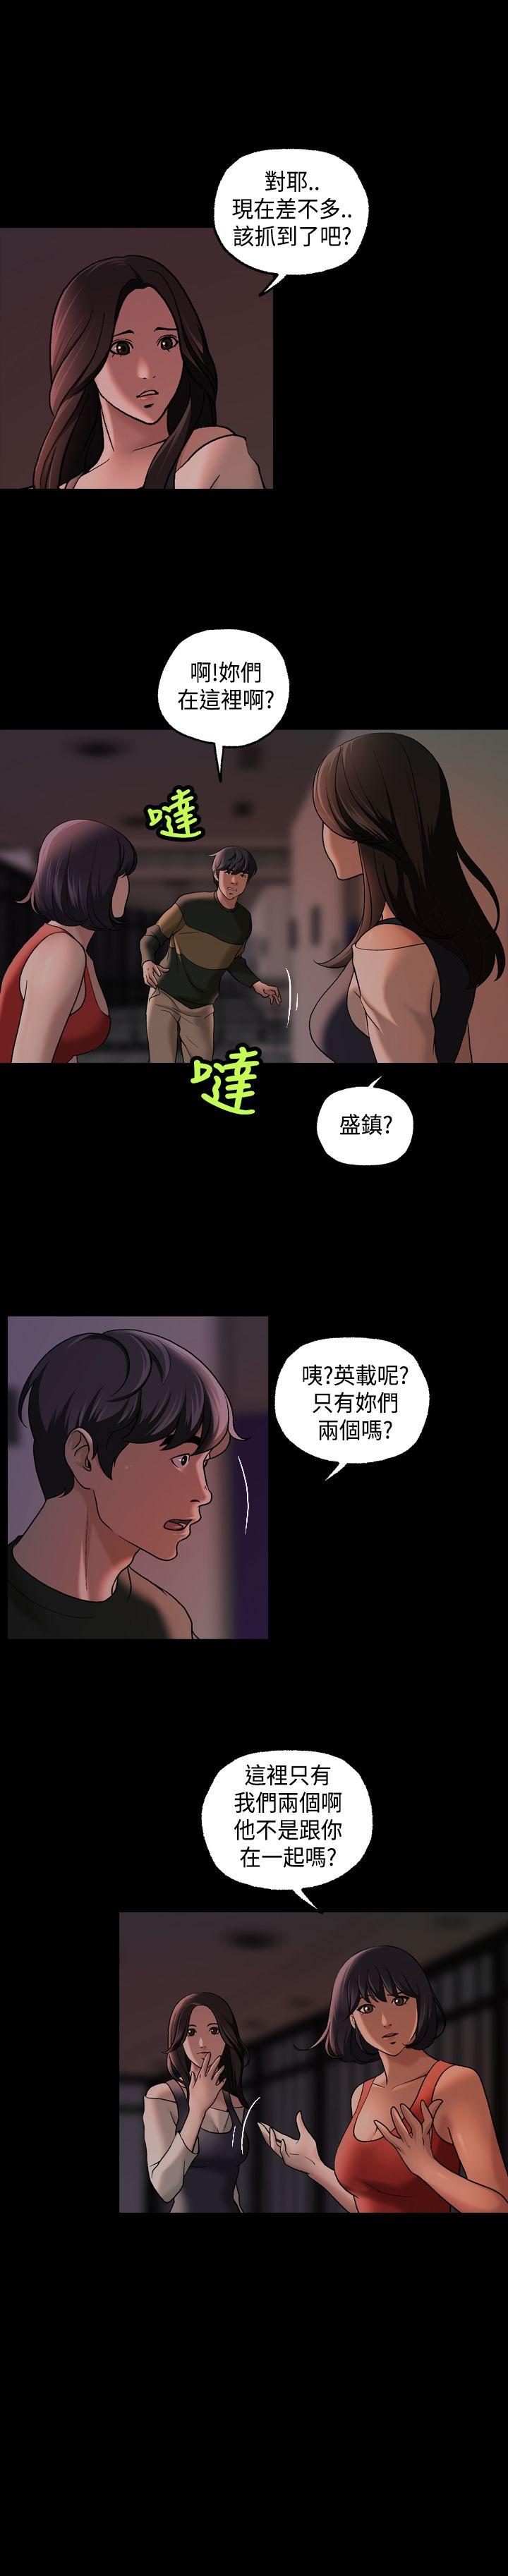 對耶..
現在差不多..
該抓到了吧?
啊!妳們
在這裡啊?
噠
噠
盛鎮?
咦?英載呢?
只有妳們
兩個嗎?
這裡只有
我們兩個啊
他不是跟你
在一起嗎?